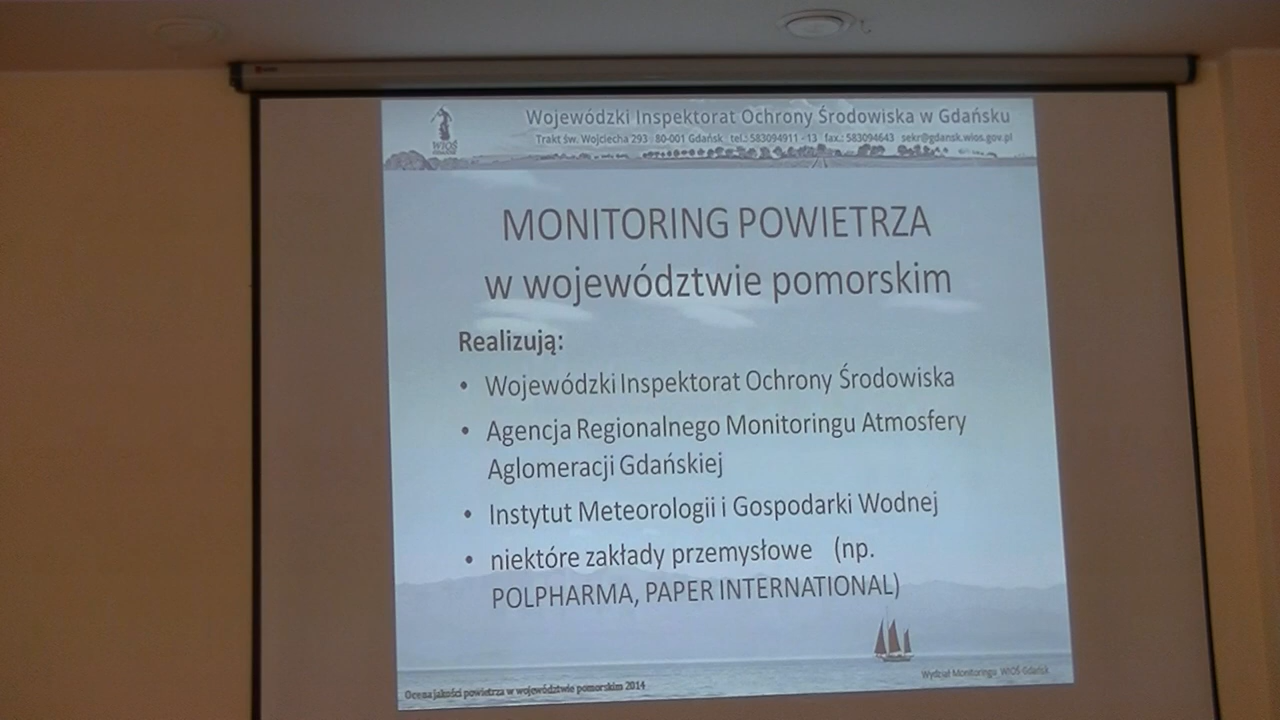 Wojewódzki Inspektorat Ochrony Środowiska w Gdańsku
Trakt św. Wojciecha 293 80-001 Gdańsk tel.: 583094911 - 13 fax.: 583094643 sekr@gdansk.wios.gov.pl
WIOŚ
MONITORING POWIETRZA
w województwie pomorskim
Realizują:
• Wojewódzki Inspektorat Ochrony Środowiska
• Agencja Regionalnego Monitoringu Atmosfery
Aglomeracji Gdańskiej
• Instytut Meteorologii i Gospodarki Wodnej
• niektóre zakłady przemysłowe (np.
POLPHARMA, PAPER INTERNATIONAL)
Ocena jakości powietrza w województwie pomorskim 2014
Wydział Monitoringu WIOŚ Gdańsk